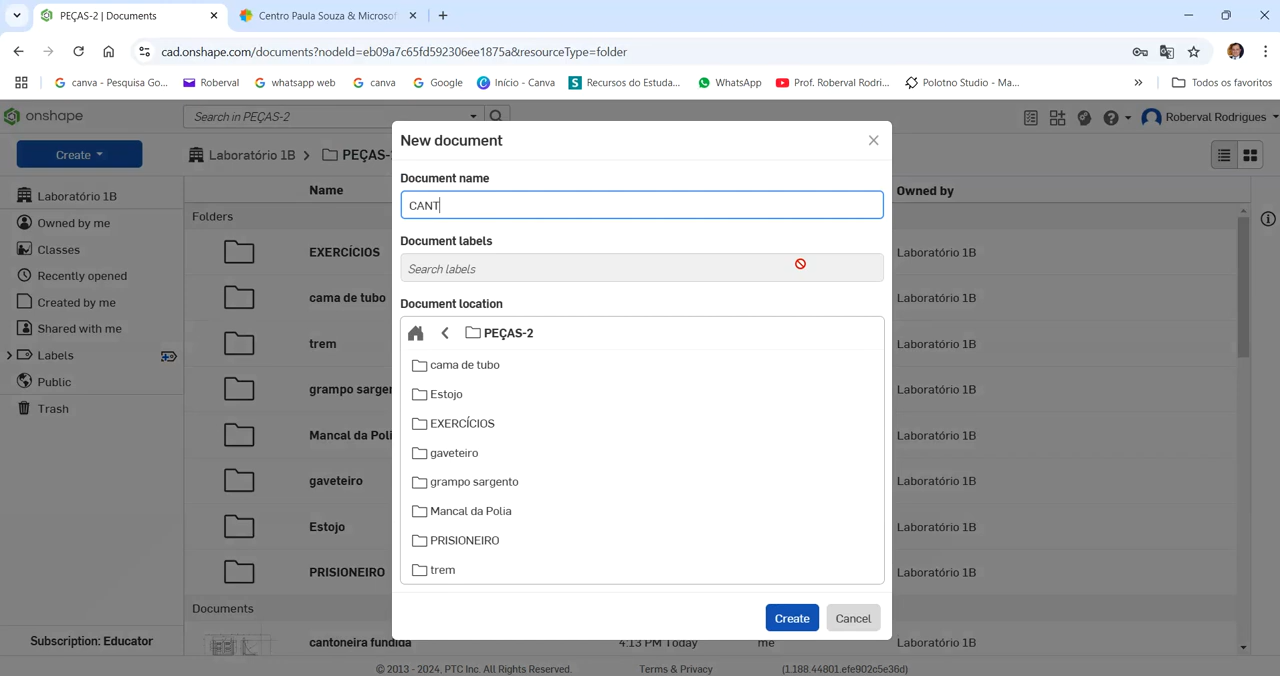 PEÇAS-2 | Documents
Centro Paula Souza & Microsof
cad.onshape.com/documents?nodeId=eb09a7c65fd592306ee1875a&resourceType=folder
canva - Pesquisa Go...
Roberval
whatsapp web
canva
Google
Início - Canva
Recursos do Estuda...
WhatsApp
Prof. Roberval Rodri...
Polotno Studio - Ma...
»
Todos os favoritos
onshape
Search in PEÇAS-2
Roberval Rodrigues
Create
Laboratório 1B
PEÇAS-
Laboratório 1B
Owned by me
Classes
Recently opened
Created by me
Shared with me
Labels
Public
Trash
Subscription: Educator
Name
Owned by
Folders
EXERCÍCIOS
Laboratório 1B
cama de tubo
Laboratório 1B
trem
Laboratório 1B
grampo sarger
Laboratório 1B
Mancal da Poli
Laboratório 1B
gaveteiro
Laboratório 1B
Estojo
Laboratório 1B
PRISIONEIRO
Laboratório 1B
Documents
cantoneira fundida
4:13 PM Today
me
Laboratório 1B
New document
Document name
CANT
Document labels
Search labels
Document location
PEÇAS-2
cama de tubo
Estojo
EXERCÍCIOS
gaveteiro
grampo sargento
Mancal da Polia
PRISIONEIRO
trem
Create
Cancel
© 2013 - 2024, PTC Inc. All Rights Reserved.
Terms & Privacy
(1.188.44801.efe902c5e36d)